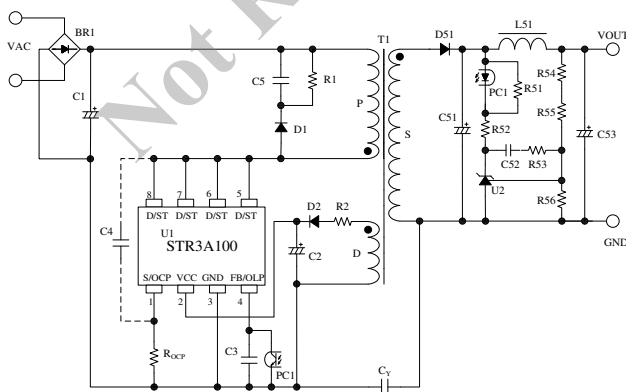 Not R
L51
BR1
T1
D51
VOUT
VAC
PC1
R54
C5
R1
R51
C1
P
R55
C51
C53
D1
S
R52
C52
R53
U2
R56
8
7
6
5
D/ST
D/ST
D/ST
D/ST
D2
R2
C4
U1
STR3A100
GND
C2
D
S/OCP
VCC
GND
FB/OLP
1
2
3
4
ROCP
C3
PC1
CY